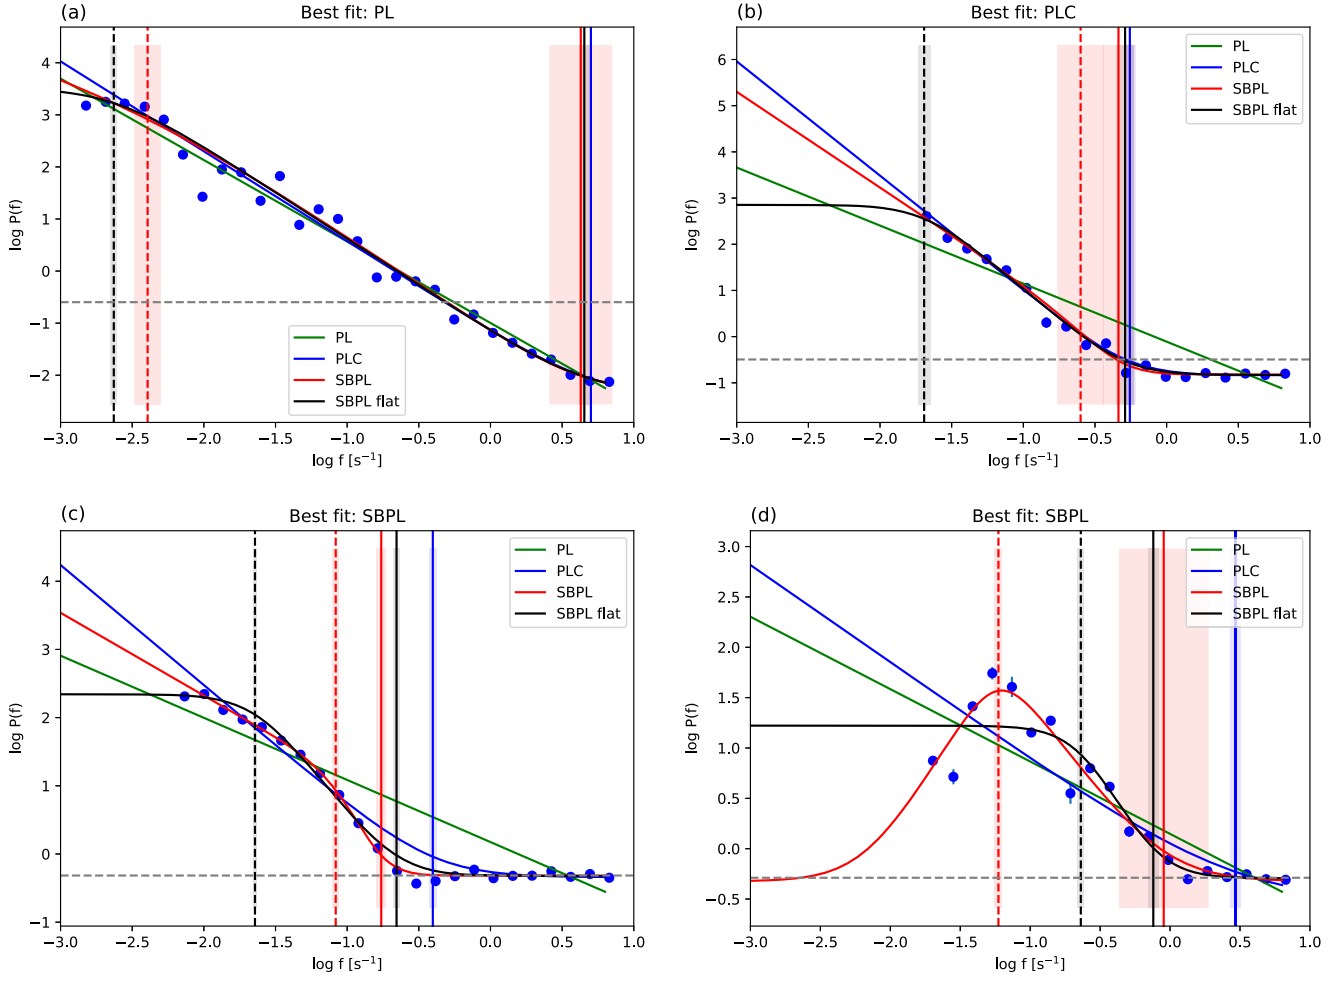 (a)
Best fit: PL
log P(f)
4
3
2
1
0
−1
−2
PL
PLC
SBPL
SBPL flat
−3.0 −2.5 −2.0 −1.5 −1.0 −0.5 0.0 0.5 1.0
log f [s⁻¹]
(b)
Best fit: PLC
log P(f)
6
5
4
3
2
1
0
−1
PL
PLC
SBPL
SBPL flat
−3.0 −2.5 −2.0 −1.5 −1.0 −0.5 0.0 0.5 1.0
log f [s⁻¹]
(c)
Best fit: SBPL
log P(f)
4
3
2
1
0
−1
PL
PLC
SBPL
SBPL flat
−3.0 −2.5 −2.0 −1.5 −1.0 −0.5 0.0 0.5 1.0
log f [s⁻¹]
(d)
Best fit: SBPL
log P(f)
3.0
2.5
2.0
1.5
1.0
0.5
0.0
−0.5
PL
PLC
SBPL
SBPL flat
−3.0 −2.5 −2.0 −1.5 −1.0 −0.5 0.0 0.5 1.0
log f [s⁻¹]